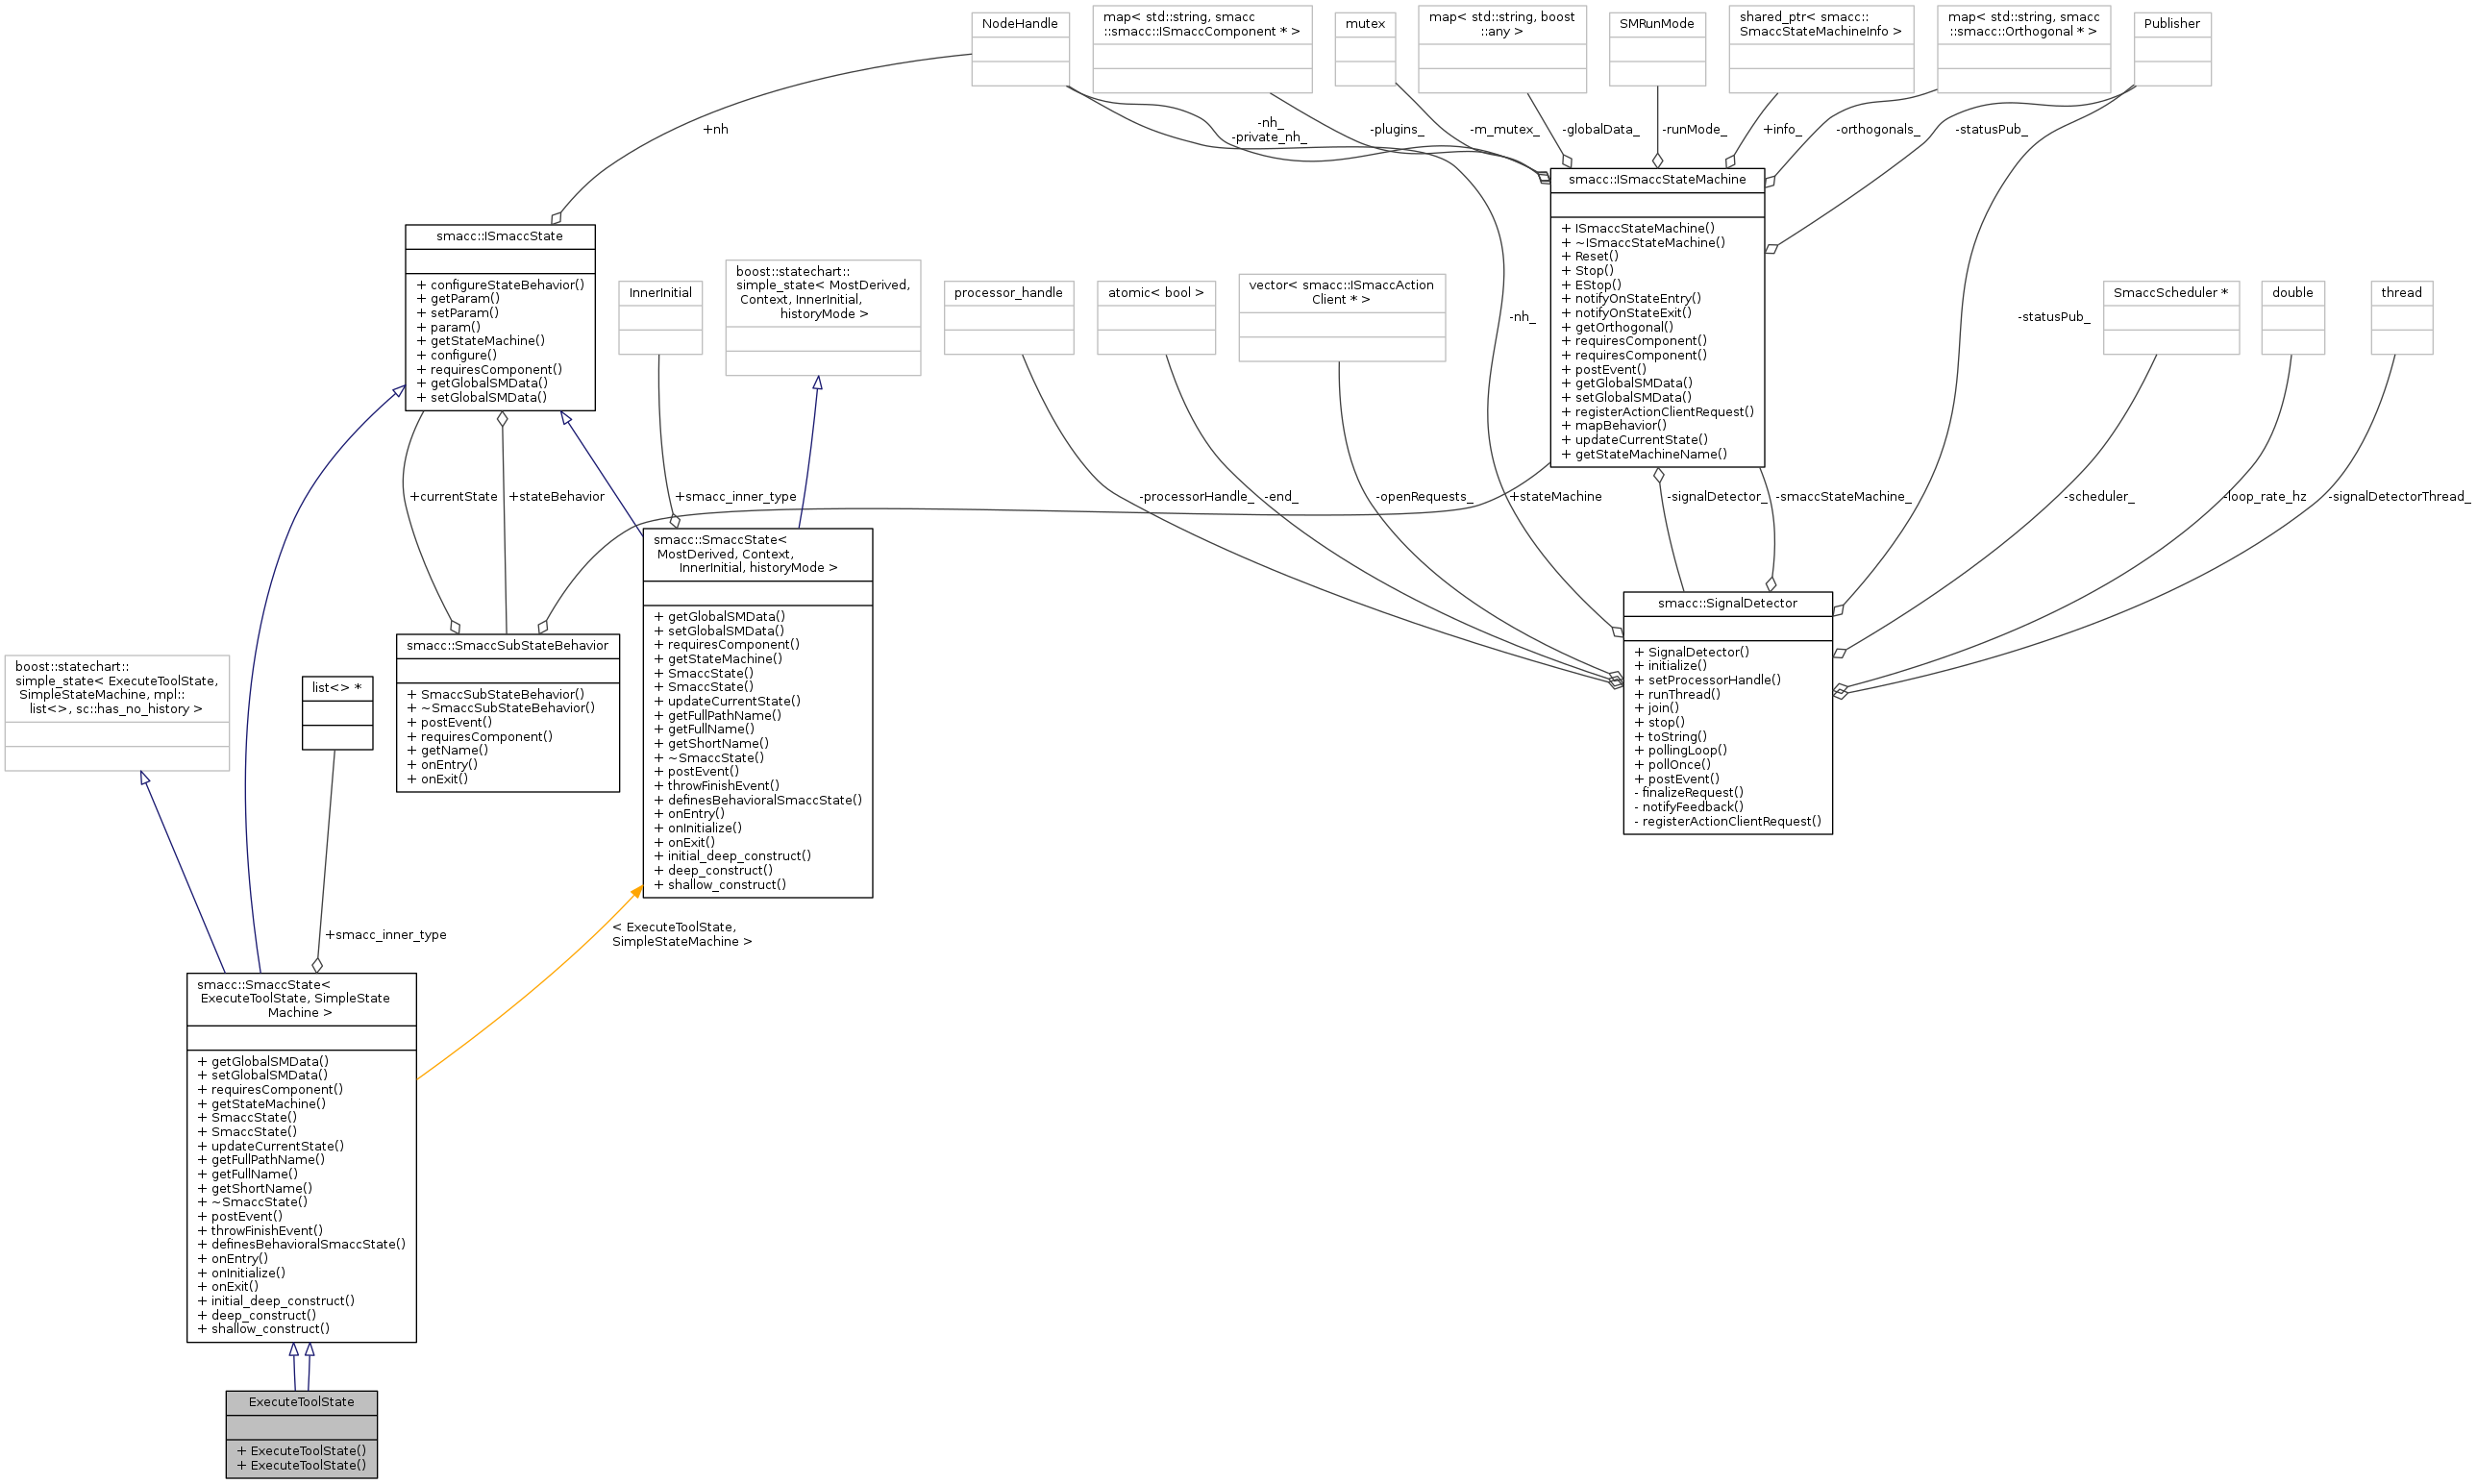 NodeHandle
map< std::string, smacc
::smacc::ISmaccComponent * >
mutex
map< std::string, boost
::any >
SMRunMode
shared_ptr< smacc::
SmaccStateMachineInfo >
map< std::string, smacc
::smacc::Orthogonal * >
Publisher
+nh
-nh_
-private_nh_
-plugins_
-m_mutex_
-globalData_
-runMode_
+info_
-orthogonals_
-statusPub_
smacc::ISmaccStateMachine
+ ISmaccStateMachine()
+ ~ISmaccStateMachine()
+ Reset()
+ Stop()
+ EStop()
+ notifyOnStateEntry()
+ notifyOnStateExit()
+ getOrthogonal()
+ requiresComponent()
+ requiresComponent()
+ postEvent()
+ getGlobalSMData()
+ setGlobalSMData()
+ registerActionClientRequest()
+ mapBehavior()
+ updateCurrentState()
+ getStateMachineName()
smacc::ISmaccState
+ configureStateBehavior()
+ getParam()
+ setParam()
+ param()
+ getStateMachine()
+ configure()
+ requiresComponent()
+ getGlobalSMData()
+ setGlobalSMData()
InnerInitial
boost::statechart::
simple_state< MostDerived,
Context, InnerInitial,
historyMode >
processor_handle
atomic< bool >
vector< smacc::ISmaccAction
Client * >
-nh_
-statusPub_
SmaccScheduler *
double
thread
+currentState
+stateBehavior
+smacc_inner_type
-processorHandle_
-end_
-openRequests_
+stateMachine
-signalDetector_
-smaccStateMachine_
-scheduler_
-loop_rate_hz
-signalDetectorThread_
smacc::SmaccState<
MostDerived, Context,
InnerInitial, historyMode >
+ getGlobalSMData()
+ setGlobalSMData()
+ requiresComponent()
+ getStateMachine()
+ SmaccState()
+ SmaccState()
+ updateCurrentState()
+ getFullPathName()
+ getFullName()
+ getShortName()
+ ~SmaccState()
+ postEvent()
+ throwFinishEvent()
+ definesBehavioralSmaccState()
+ onEntry()
+ onInitialize()
+ onExit()
+ initial_deep_construct()
+ deep_construct()
+ shallow_construct()
smacc::SignalDetector
+ SignalDetector()
+ initialize()
+ setProcessorHandle()
+ runThread()
+ join()
+ stop()
+ toString()
+ pollingLoop()
+ pollOnce()
+ postEvent()
- finalizeRequest()
- notifyFeedback()
- registerActionClientRequest()
smacc::SmaccSubStateBehavior
+ SmaccSubStateBehavior()
+ ~SmaccSubStateBehavior()
+ postEvent()
+ requiresComponent()
+ getName()
+ onEntry()
+ onExit()
boost::statechart::
simple_state< ExecuteToolState,
SimpleStateMachine, mpl::
list<>, sc::has_no_history >
list<> *
+smacc_inner_type
< ExecuteToolState,
SimpleStateMachine >
smacc::SmaccState<
ExecuteToolState, SimpleState
Machine >
+ getGlobalSMData()
+ setGlobalSMData()
+ requiresComponent()
+ getStateMachine()
+ SmaccState()
+ SmaccState()
+ updateCurrentState()
+ getFullPathName()
+ getFullName()
+ getShortName()
+ ~SmaccState()
+ postEvent()
+ throwFinishEvent()
+ definesBehavioralSmaccState()
+ onEntry()
+ onInitialize()
+ onExit()
+ initial_deep_construct()
+ deep_construct()
+ shallow_construct()
ExecuteToolState
+ ExecuteToolState()
+ ExecuteToolState()